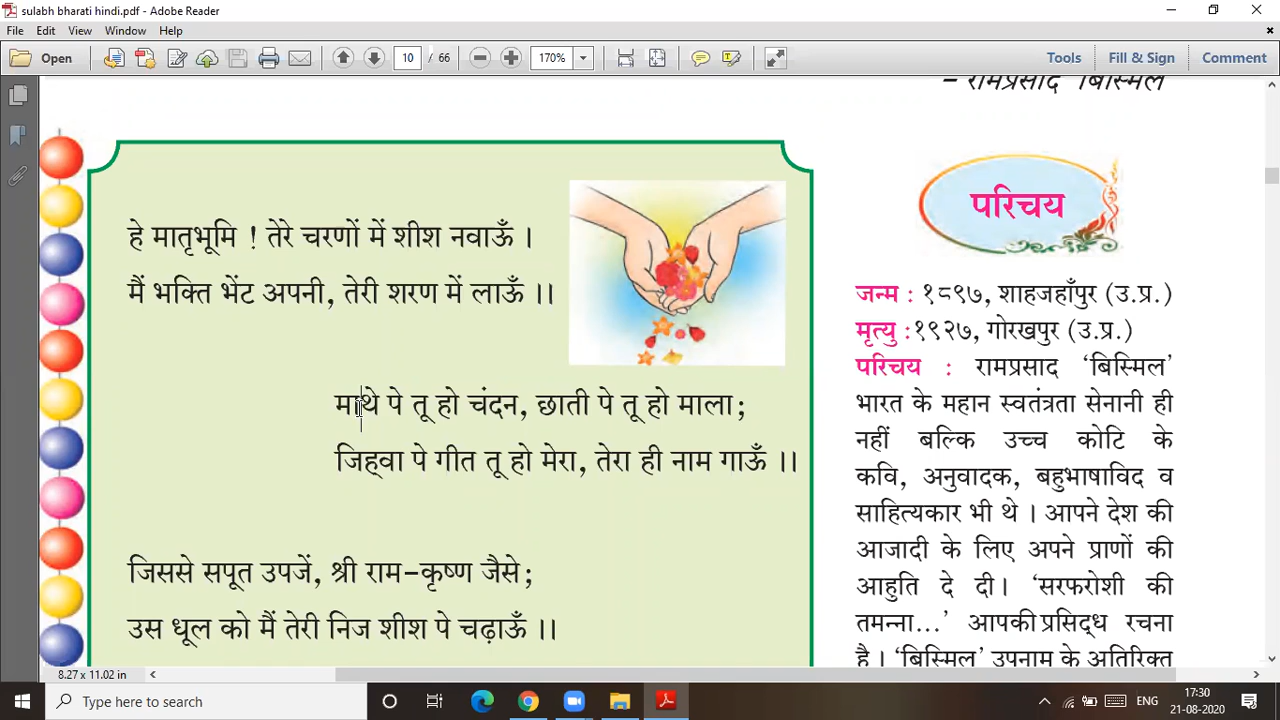 sulabh bharati hindi.pdf - Adobe Reader
File Edit View Window Help
Open 10 / 66 170% Tools Fill & Sign Comment
– रामप्रसाद 'बिस्मिल'
हे मातृभूमि ! तेरे चरणों में शीश नवाऊँ ।
मैं भक्ति भेंट अपनी, तेरी शरण में लाऊँ ।।
माथे पे तू हो चंदन, छाती पे तू हो माला;
जिह्वा पे गीत तू हो मेरा, तेरा ही नाम गाऊँ ।।
जिससे सपूत उपजें, श्री राम-कृष्ण जैसे;
उस धूल को मैं तेरी निज शीश पे चढ़ाऊँ ।।
परिचय
जन्म : १८९७, शाहजहाँपुर (उ.प्र.)
मृत्यु :१९२७, गोरखपुर (उ.प्र.)
परिचय : रामप्रसाद ‘बिस्मिल’
भारत के महान स्वतंत्रता सेनानी ही
नहीं बल्कि उच्च कोटि के
कवि, अनुवादक, बहुभाषाविद व
साहित्यकार भी थे । आपने देश की
आजादी के लिए अपने प्राणों की
आहुति दे दी। ‘सरफरोशी की
तमन्ना...’ आपकी प्रसिद्ध रचना
है । ‘बिस्मिल’ उपनाम के अतिरिक्त
8.27 x 11.02 in
Type here to search
ENG
17:30
21-08-2020